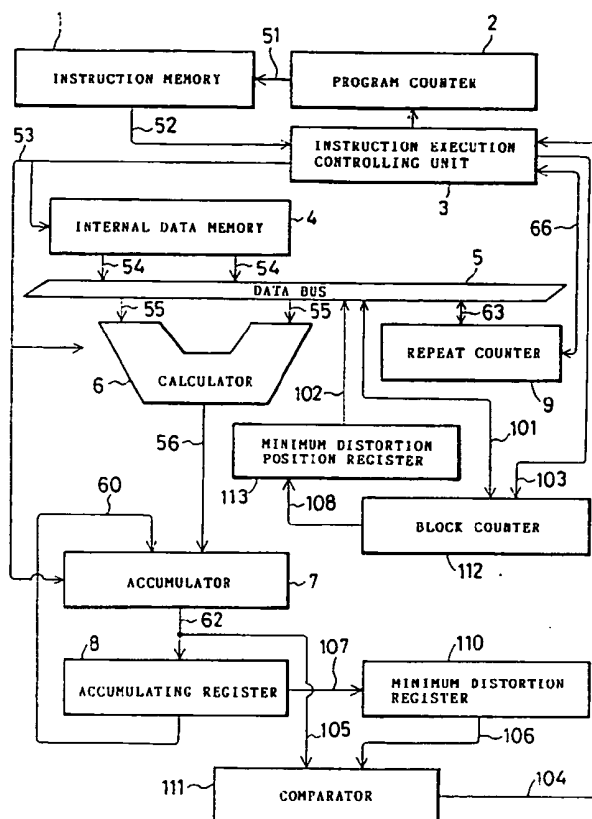 1
2
51
INSTRUCTION MEMORY
PROGRAM COUNTER
52
53
INSTRUCTION EXECUTION
CONTROLLING UNIT
3
66
INTERNAL DATA MEMORY
4
54
54
5
DATA BUS
55
55
63
6
CALCULATOR
REPEAT COUNTER
9
102
101
56
MINIMUM DISTORTION
POSITION REGISTER
113
108
103
60
BLOCK COUNTER
112
ACCUMULATOR
7
62
8
107
110
ACCUMULATING REGISTER
MINIMUM DISTORTION
REGISTER
105
106
111
COMPARATOR
104